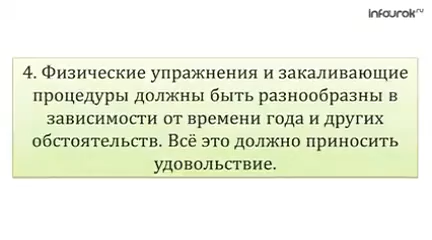 infourok.ru
4. Физические упражнения и закаливающие
процедуры должны быть разнообразны в
зависимости от времени года и других
обстоятельств. Всё это должно приносить
удовольствие.